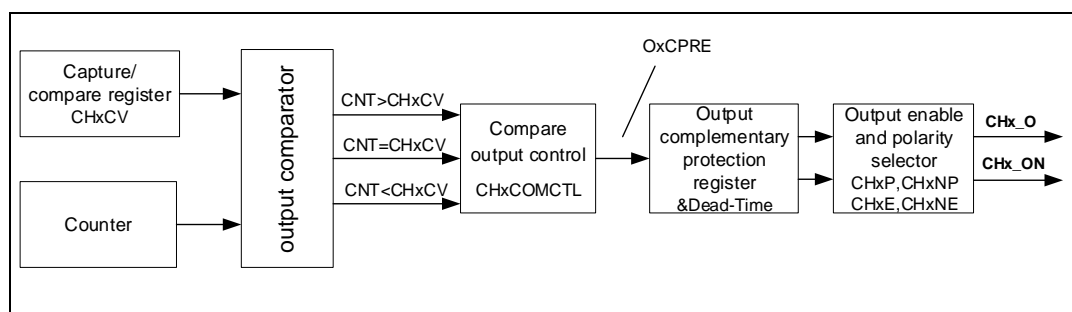 Capture/
compare register
CHxCV
Counter
output comparator
CNT>CHxCV
CNT=CHxCV
CNT<CHxCV
Compare
output control
CHxCOMCTL
OxCPRE
Output
complementary
protection
register
&Dead-Time
Output enable
and polarity
selector
CHxP,CHxNP
CHxE,CHxNE
CHx_O
CHx_ON